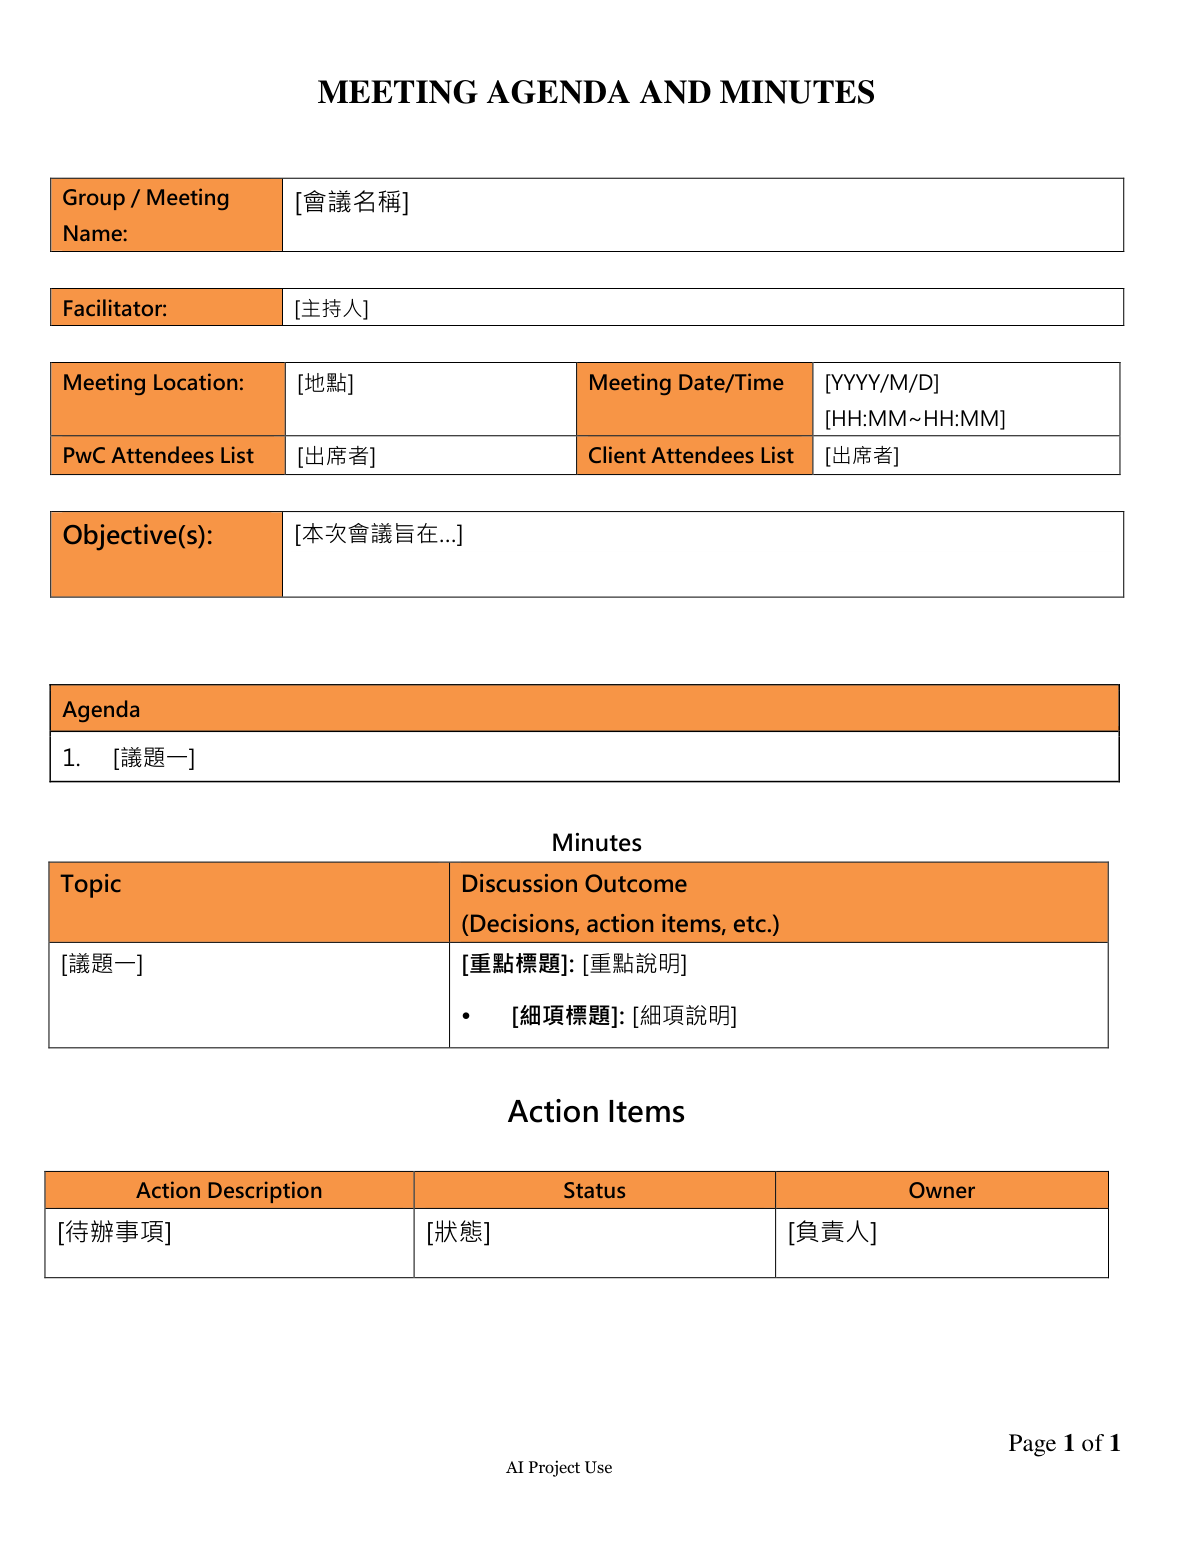 MEETING AGENDA AND MINUTES
Group / Meeting
Name:
[會議名稱]
Facilitator:
[主持人]
Meeting Location:
[地點]
Meeting Date/Time
[YYYY/M/D]
[HH:MM~HH:MM]
PwC Attendees List
[出席者]
Client Attendees List
[出席者]
Objective(s):
[本次會議旨在…]
Agenda
1. [議題一]
Minutes
Topic
Discussion Outcome
(Decisions, action items, etc.)
[議題一]
[重點標題]: [重點說明]
• [細項標題]: [細項說明]
Action Items
Action Description
Status
Owner
[待辦事項]
[狀態]
[負責人]
Page 1 of 1
AI Project Use